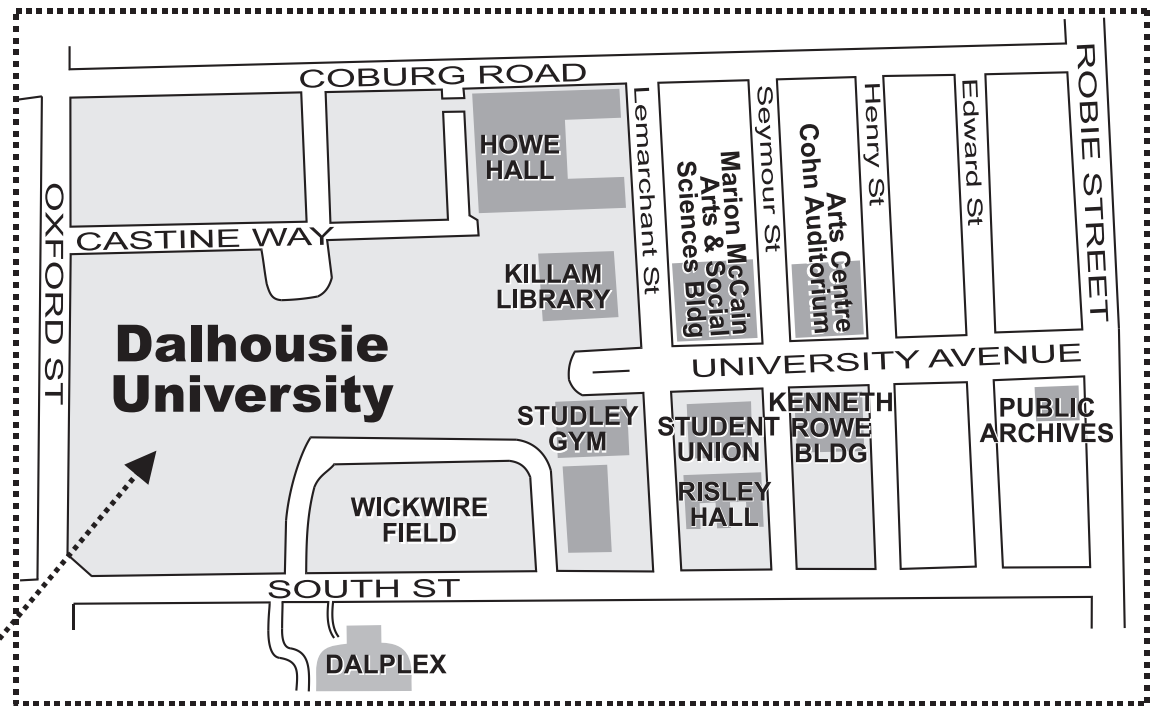 COBURG ROAD
ROBIE STREET
HOWE
HALL
Lemarchant St
Seymour St
Henry St
Edward St
Marion McCain
Arts & Social
Sciences Bldg
Arts Centre
Cohn Auditorium
OXFORD ST
CASTINE WAY
KILLAM
LIBRARY
Dalhousie
University
UNIVERSITY AVENUE
STUDLEY
GYM
STUDENT
UNION
KENNETH
ROWE
BLDG
PUBLIC
ARCHIVES
RISLEY
HALL
WICKWIRE
FIELD
SOUTH ST
DALPLEX